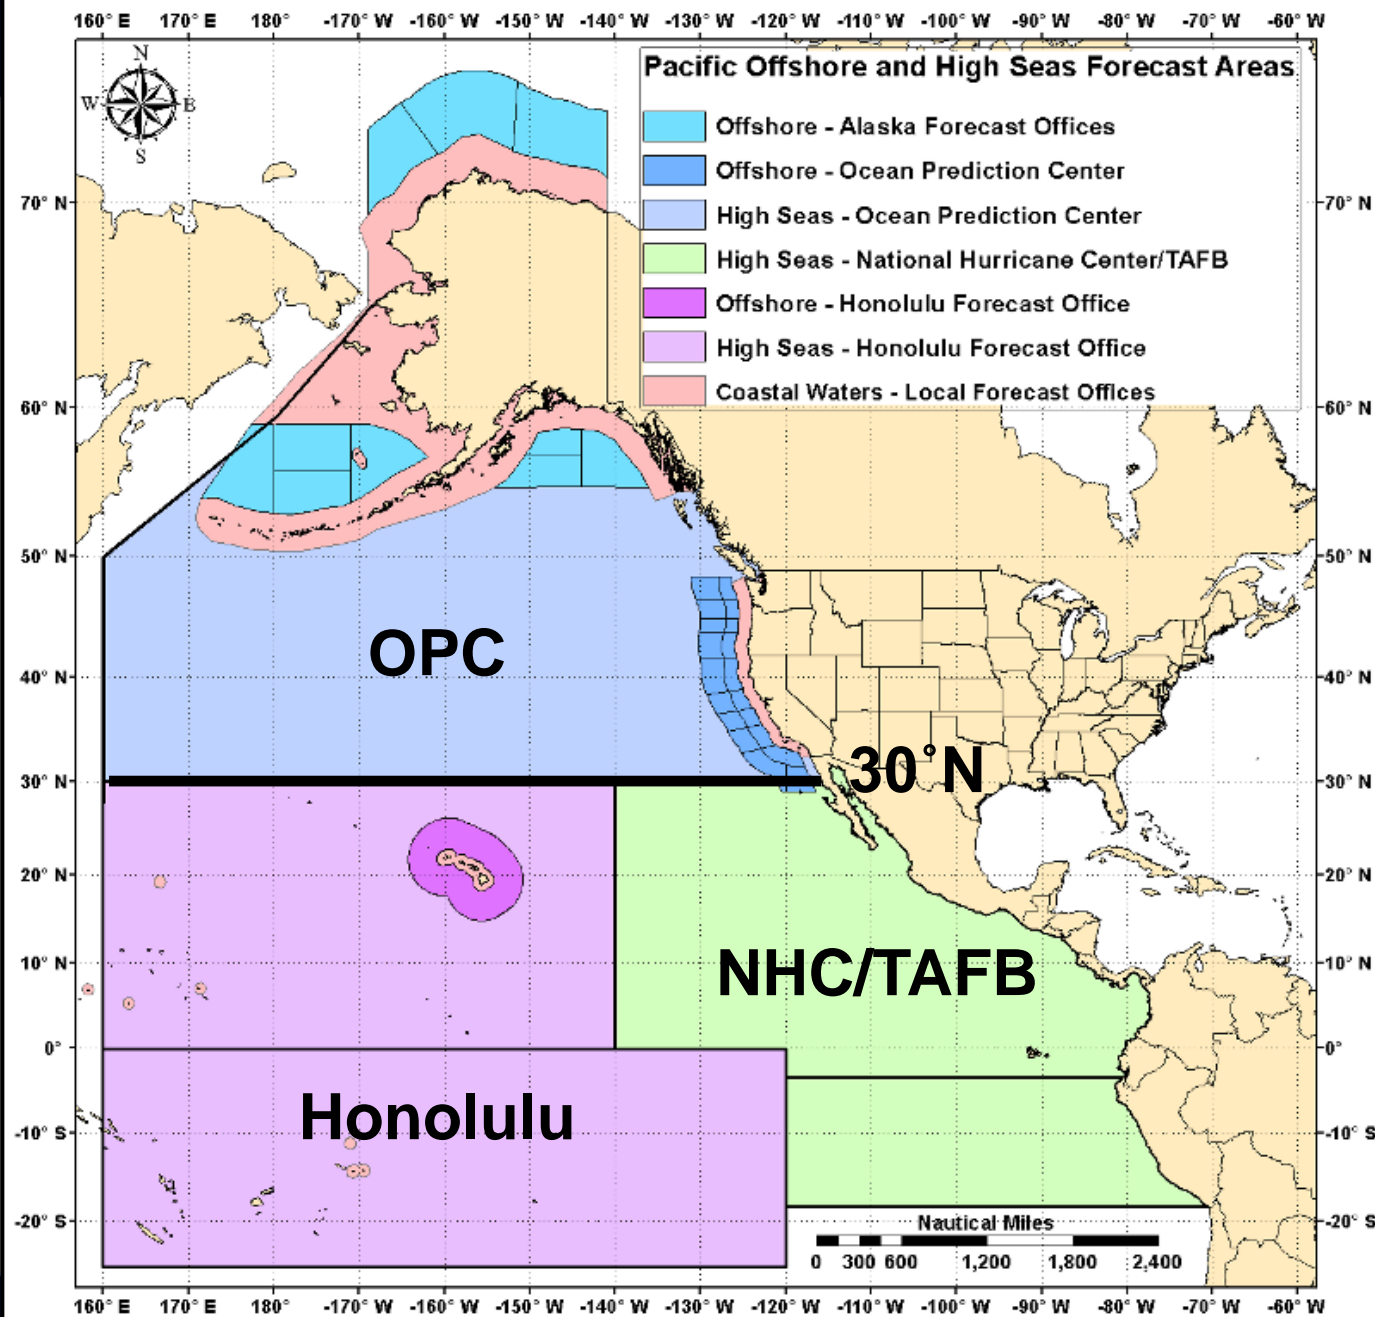 160° E 170° E 180° -170° W -160° W -150° W -140° W -130° W -120° W -110° W -100° W -90° W -80° W -70° W -60° W
N
W E
S
Pacific Offshore and High Seas Forecast Areas
Offshore - Alaska Forecast Offices
Offshore - Ocean Prediction Center
High Seas - Ocean Prediction Center
High Seas - National Hurricane Center/TAFB
Offshore - Honolulu Forecast Office
High Seas - Honolulu Forecast Office
Coastal Waters - Local Forecast Offices
70° N 70° N
60° N 60° N
50° N 50° N
OPC
40° N 40° N
30°N
30° N 30° N
20° N 20° N
NHC/TAFB
10° N 10° N
0° 0°
Honolulu
-10° S -10° S
-20° S -20° S
Nautical Miles
0 300 600 1,200 1,800 2,400
160° E 170° E 180° -170° W -160° W -150° W -140° W -130° W -120° W -110° W -100° W -90° W -80° W -70° W -60° W